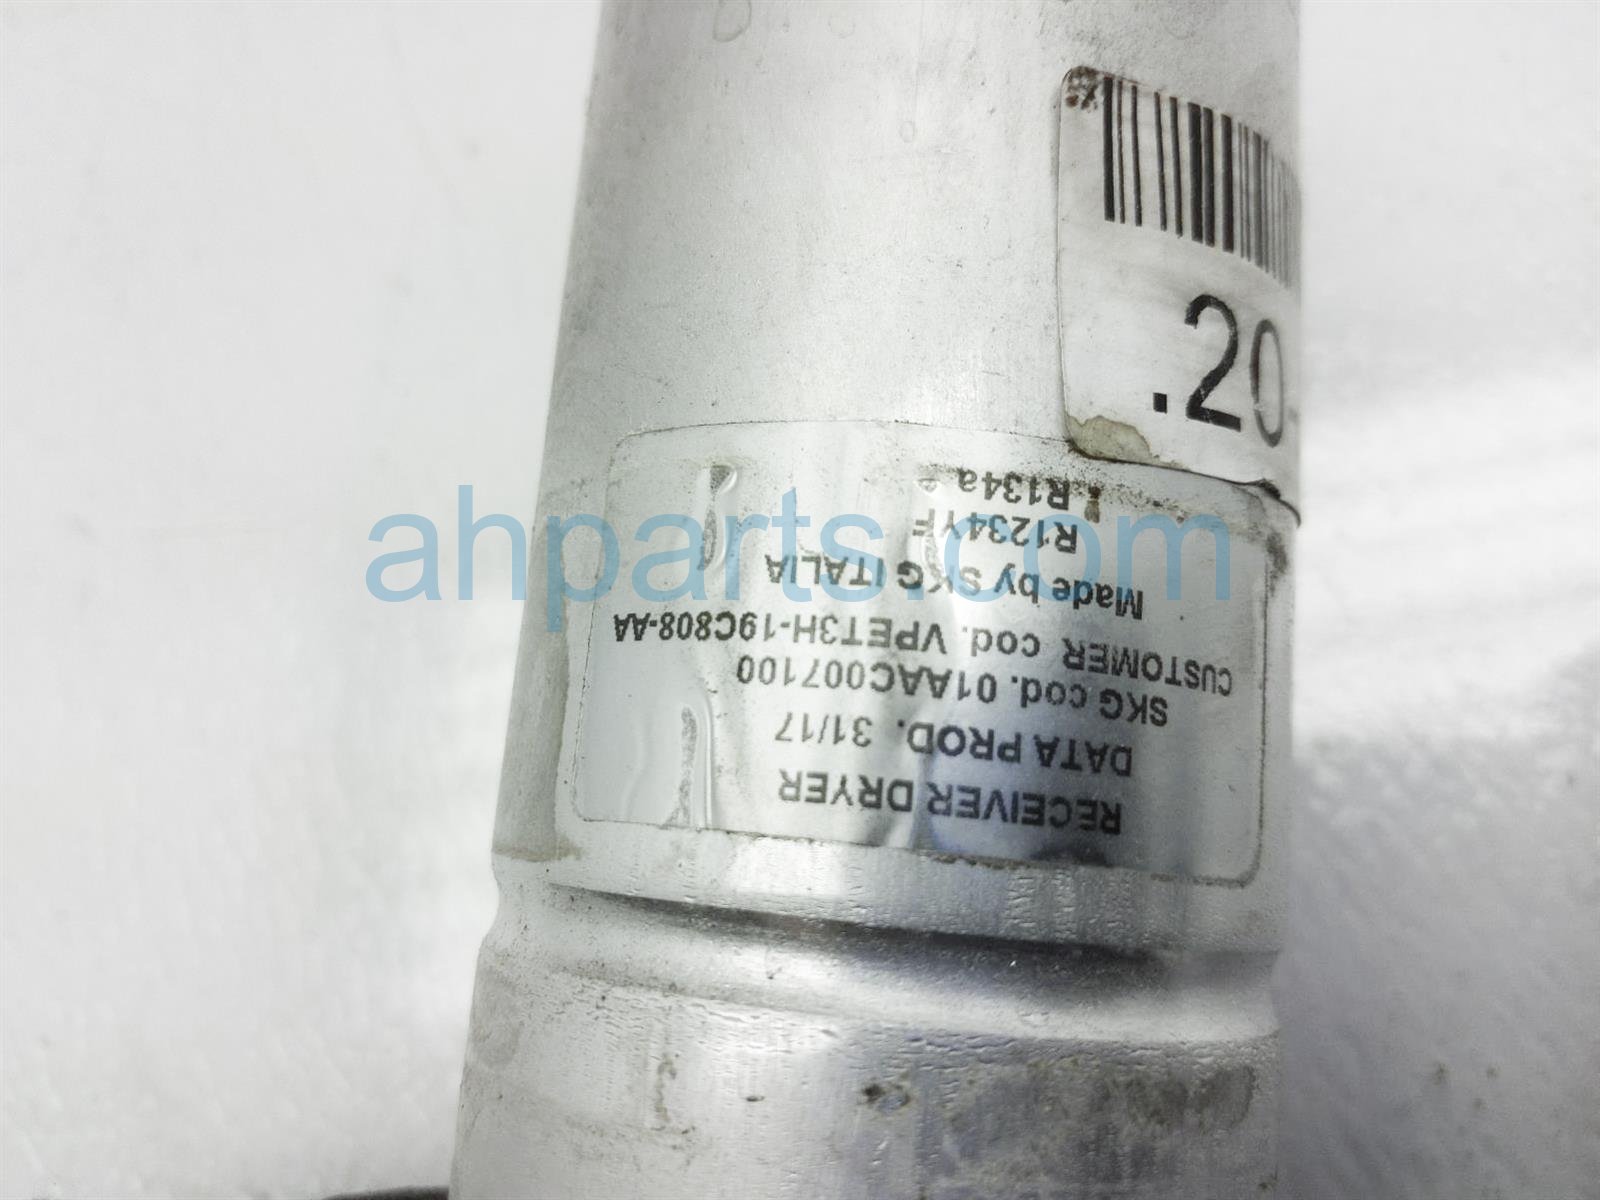 RECEIVER DRYER
DATA PROD. 31/17
SKG cod. 01AAC007100
CUSTOMER cod. VPET3H-19C808-AA
Made by SKG ITALIA
R1234YF
R134a
.20
ahparts.com